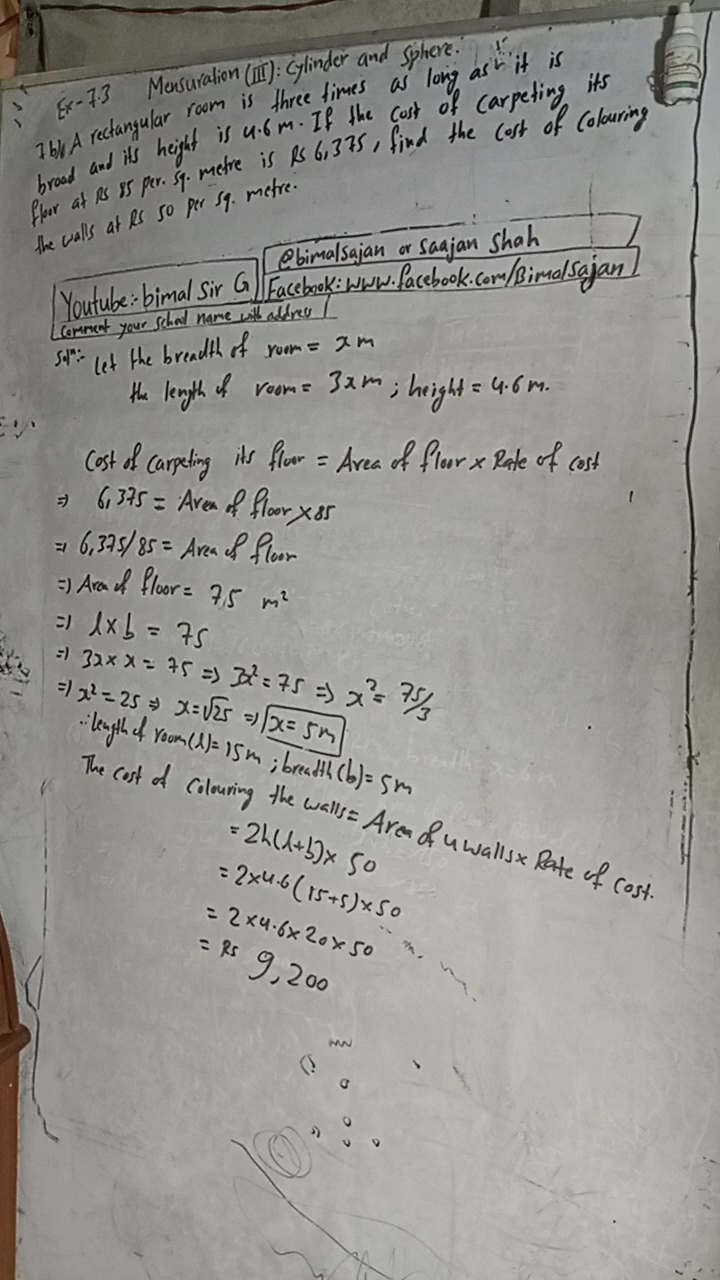 Ex-7.3 Mensuration (III): Cylinder and Sphere.
7b) A rectangular room is three times as long as it is
broad and its height is 4.6 m. If the cost of carpeting its
floor at Rs 85 per. sq. metre is Rs 6,375, find the cost of colouring
the walls at Rs 50 per sq. metre.
@bimalsajan or saajan Shah
Youtube:- bimal Sir G
Facebook: www.facebook.com/Bimalsajan
Comment your school name with address
Solⁿ:- Let the breadth of room = x m
the length of room = 3x m ; height = 4.6 m.
Cost of Carpeting its floor = Area of floor × Rate of cost
⇒ 6,375 = Area of floor × 85
⇒ 6,375/85 = Area of floor
⇒ Area of floor = 75 m²
⇒ l × b = 75
⇒ 3x × x = 75 ⇒ 3x² = 75 ⇒ x² = 75/3
⇒ x² = 25 ⇒ x = √25 ⇒ x = 5m
∴ length of room (l) = 15m ; breadth (b) = 5m
The cost of colouring the walls = Area of 4 walls × Rate of cost.
= 2h(l+b) × 50
= 2×4.6(15+5)×50
= 2×4.6×20×50
= Rs 9,200